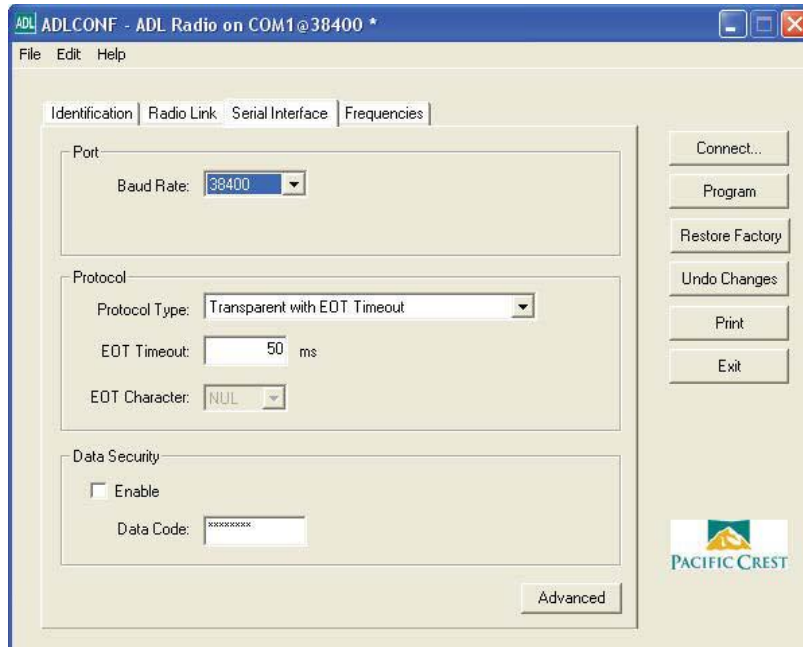 ADL ADLCONF - ADL Radio on COM1@38400 *
File Edit Help
Identification Radio Link Serial Interface Frequencies
Port
Baud Rate: 38400
Protocol
Protocol Type: Transparent with EOT Timeout
EOT Timeout: 50 ms
EOT Character: NUL
Data Security
Enable
Data Code: ********
Advanced
Connect...
Program
Restore Factory
Undo Changes
Print
Exit
PACIFIC CREST